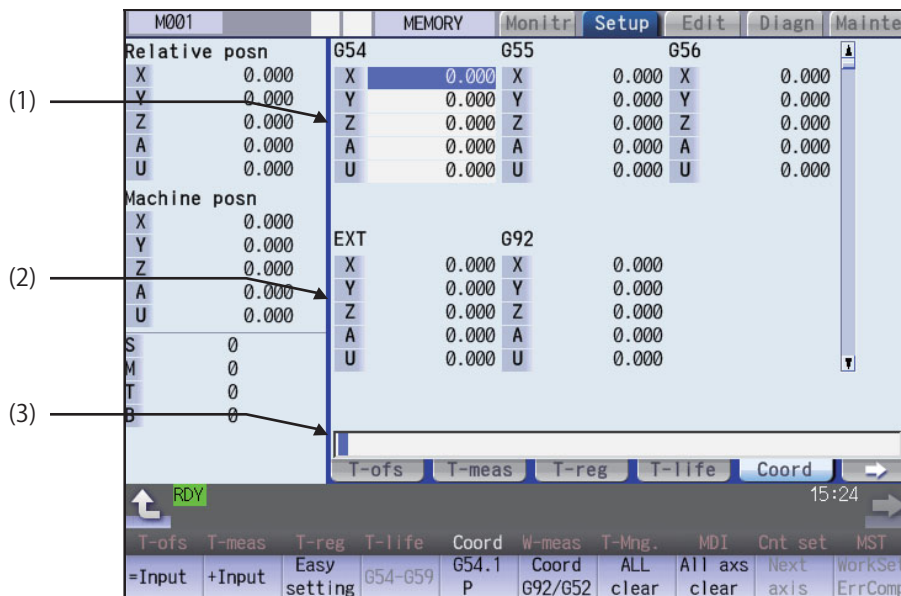 M001 MEMORY Monitr Setup Edit Diagn Mainte
Relative posn
X 0.000
Y 0.000
Z 0.000
A 0.000
U 0.000
Machine posn
X 0.000
Y 0.000
Z 0.000
A 0.000
U 0.000
S 0
M 0
T 0
B 0
(1)
(2)
(3)
G54 G55 G56
X 0.000 X 0.000 X 0.000
Y 0.000 Y 0.000 Y 0.000
Z 0.000 Z 0.000 Z 0.000
A 0.000 A 0.000 A 0.000
U 0.000 U 0.000 U 0.000
EXT G92
X 0.000 X 0.000
Y 0.000 Y 0.000
Z 0.000 Z 0.000
A 0.000 A 0.000
U 0.000 U 0.000
T-ofs T-meas T-reg T-life Coord
RDY 15:24
T-ofs T-meas T-reg T-life Coord W-meas T-Mng. MDI Cnt set MST
=Input +Input Easy setting G54-G59 G54.1 P Coord G92/G52 ALL clear All axs clear Next axis WorkSet ErrComp